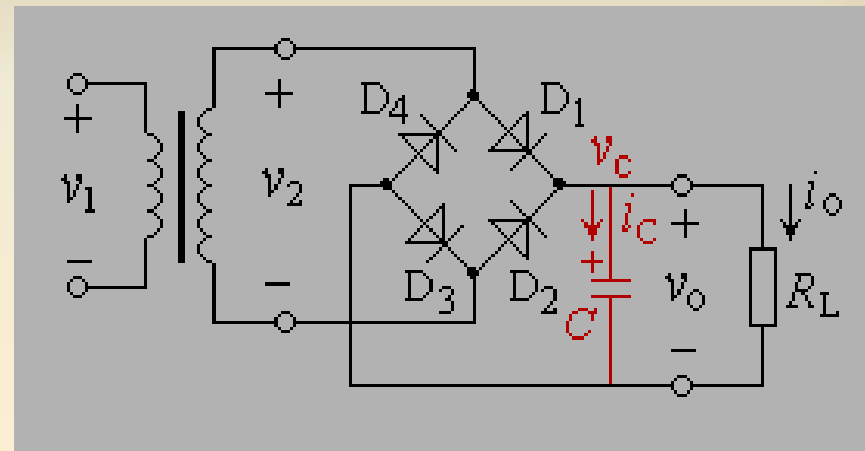 D4 D1
+ + vC
v1 v2 iC + iO
+
− − D3 D2 C vO RL
−